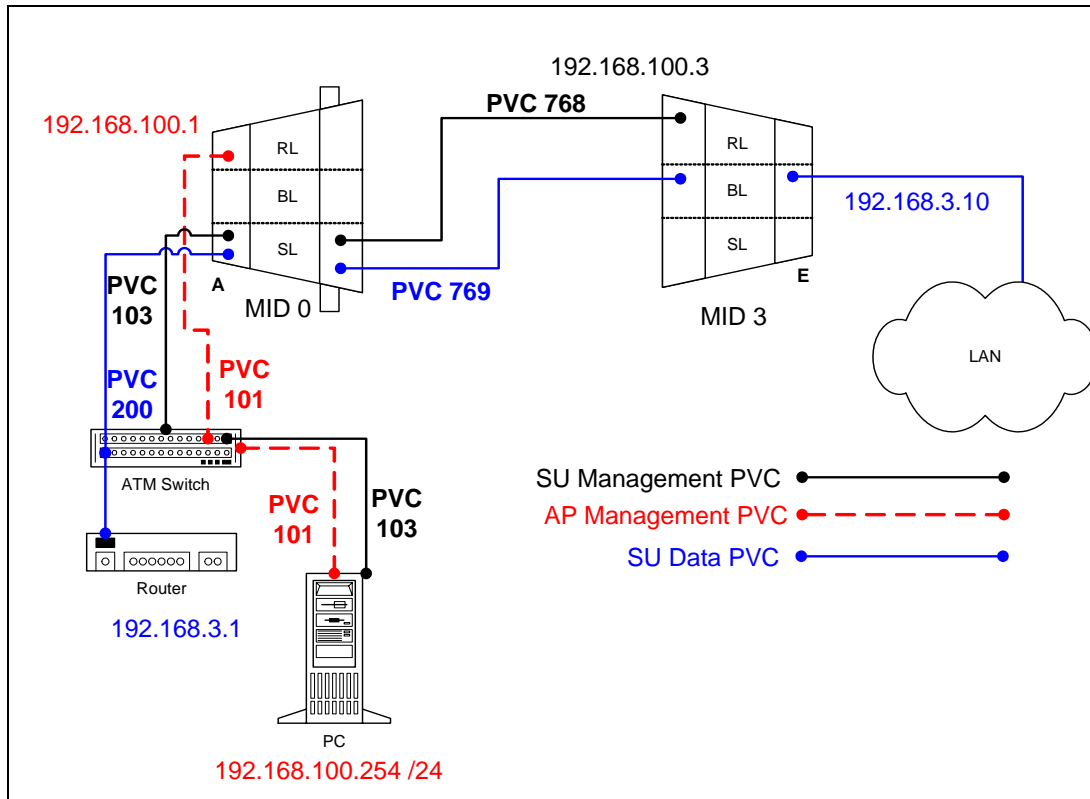 192.168.100.3
PVC 768
192.168.100.1
RL
BL
SL
A
MID 0
RL
BL
SL
E
MID 3
192.168.3.10
PVC 769
LAN
PVC
103
PVC
200
PVC
101
ATM Switch
PVC
101
PVC
103
Router
192.168.3.1
PC
192.168.100.254 /24
SU Management PVC
AP Management PVC
SU Data PVC